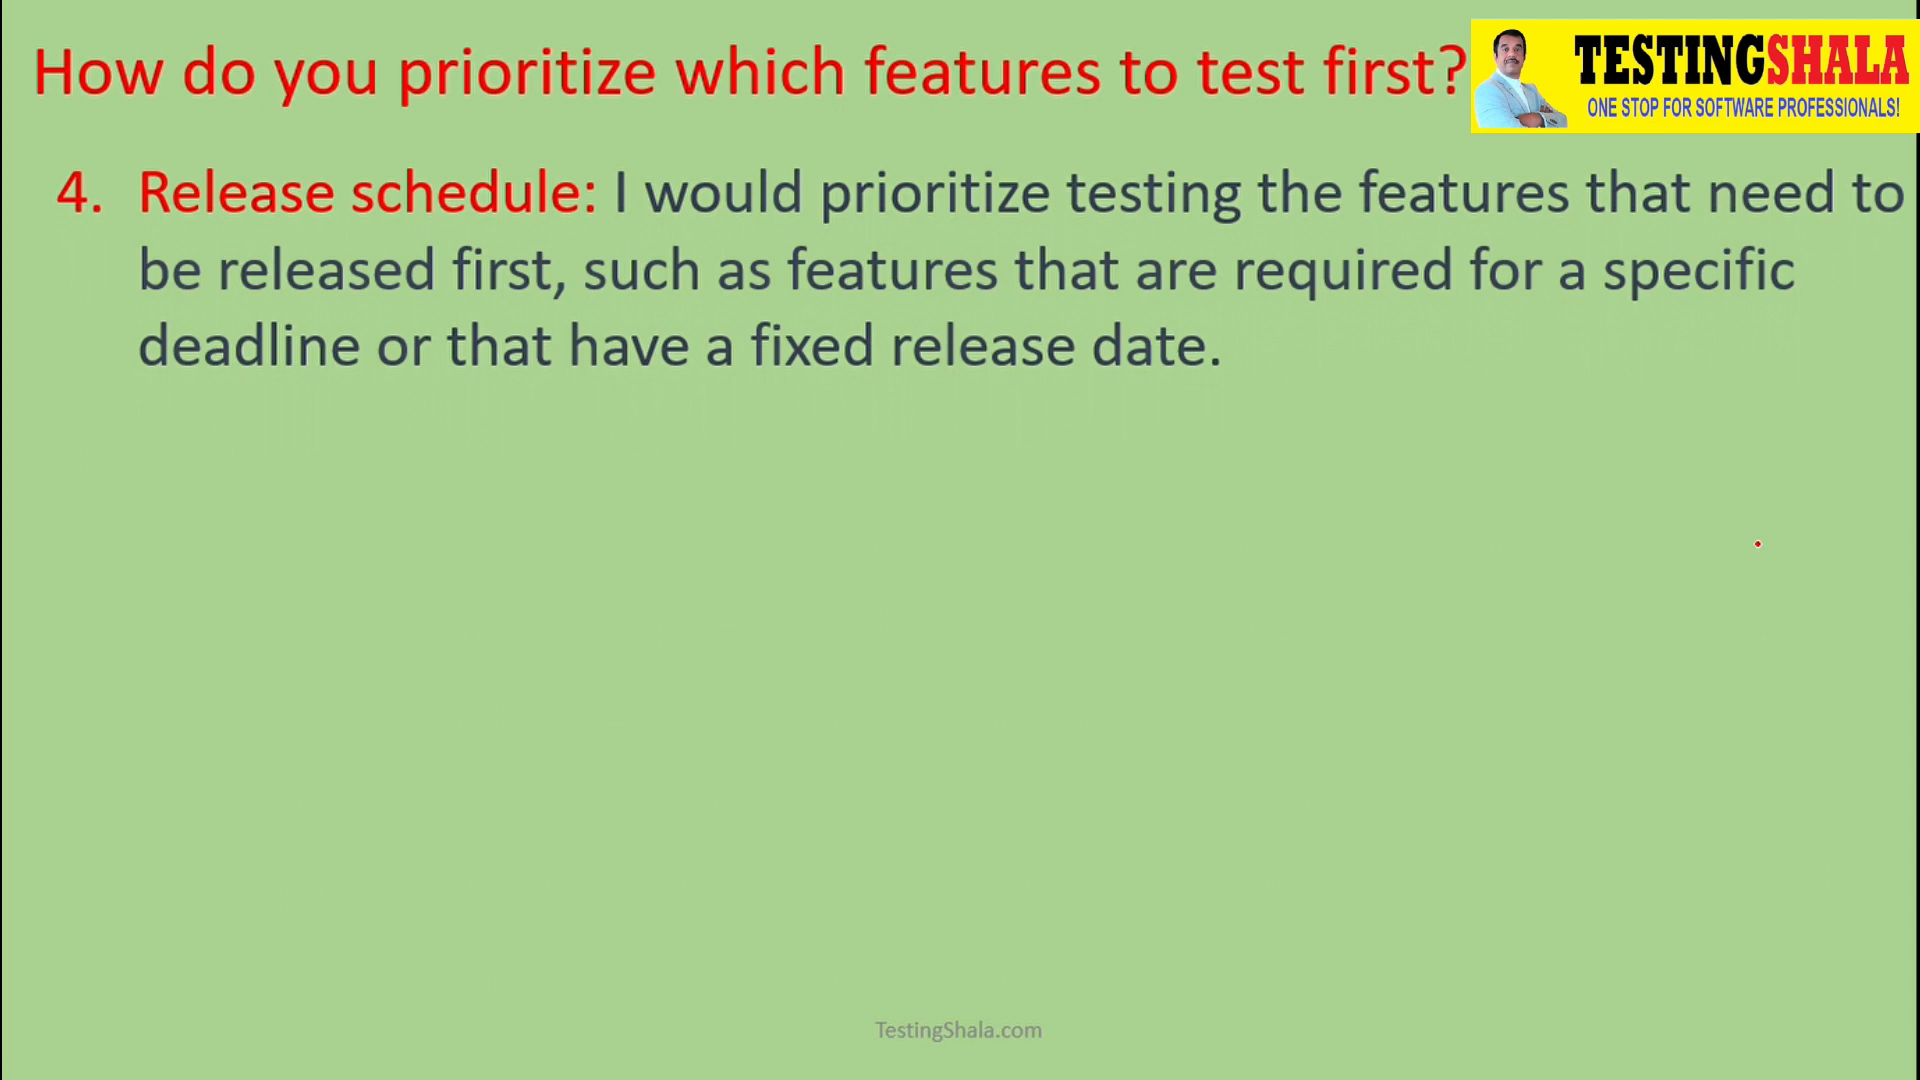 How do you prioritize which features to test first?
TESTINGSHALA
ONE STOP FOR SOFTWARE PROFESSIONALS!
4. Release schedule: I would prioritize testing the features that need to
be released first, such as features that are required for a specific
deadline or that have a fixed release date.
TestingShala.com